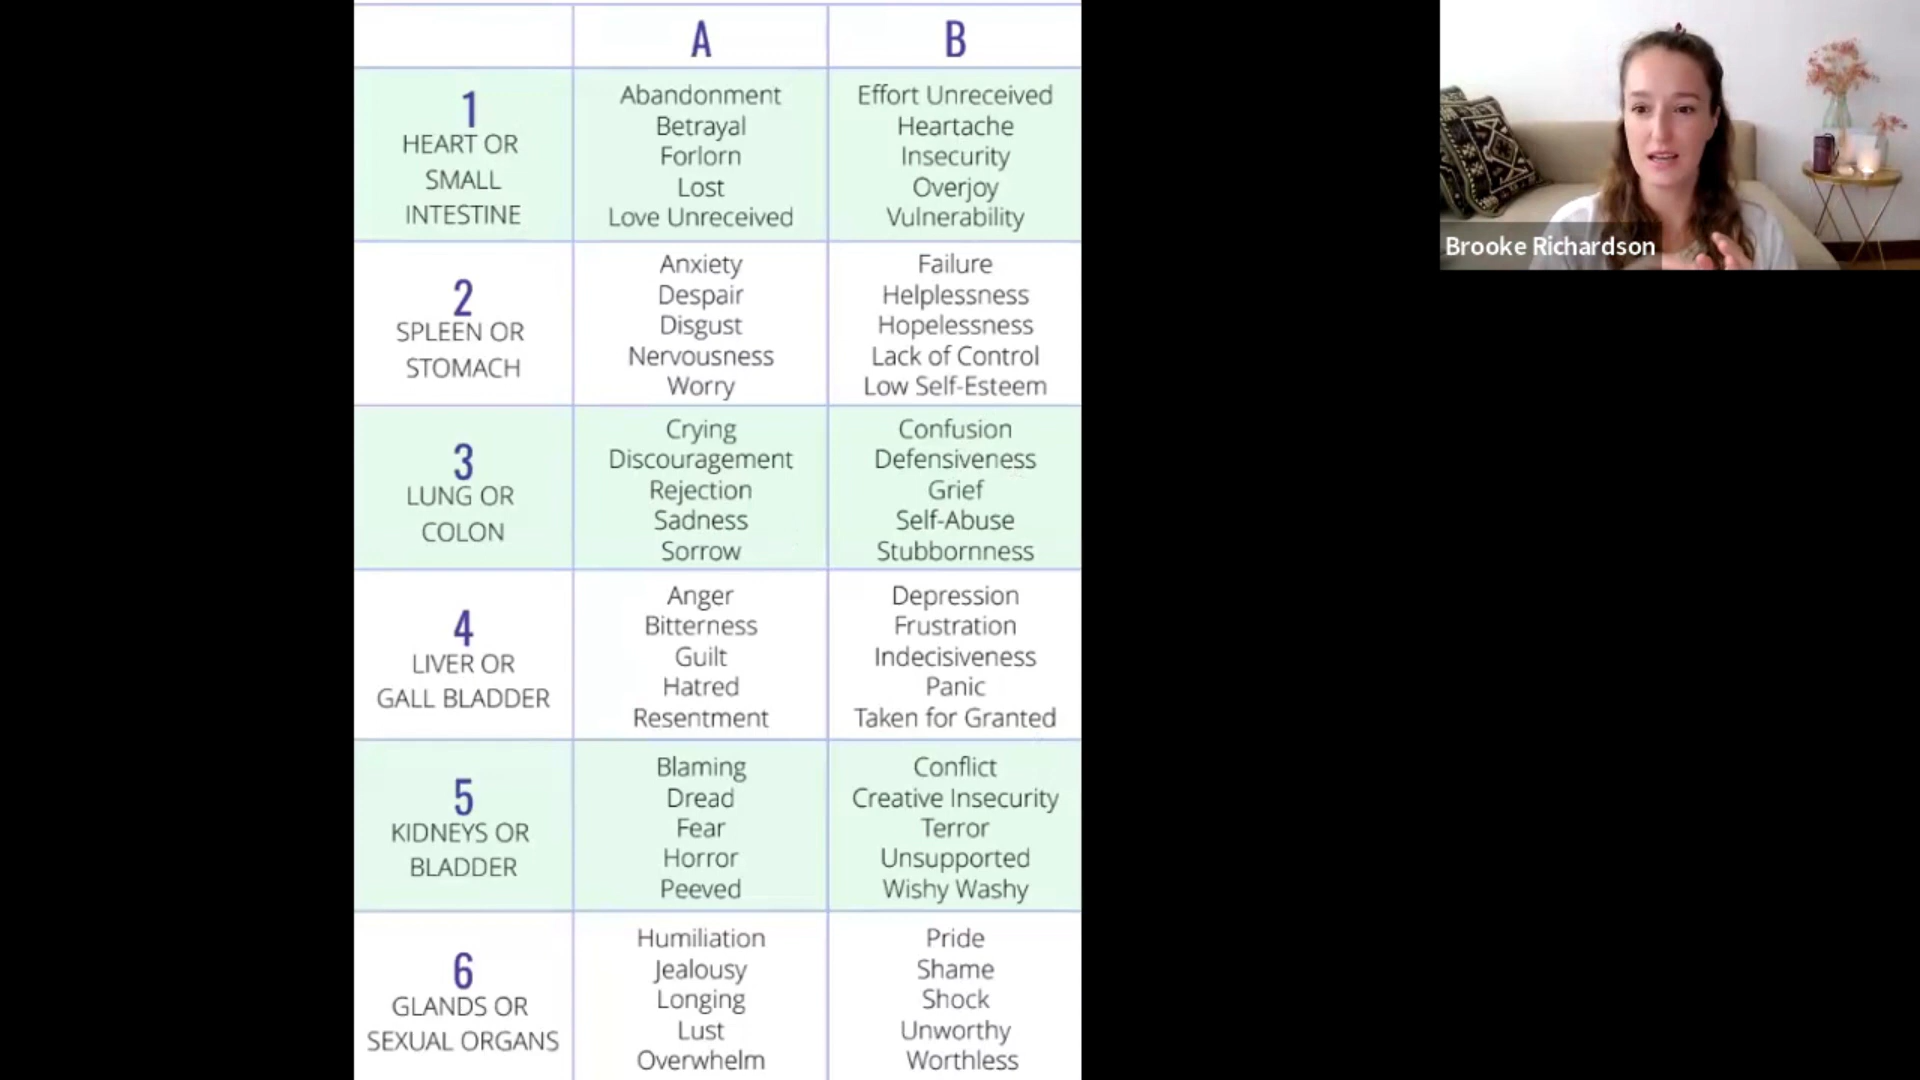 A
B
1
HEART OR
SMALL
INTESTINE
Abandonment
Betrayal
Forlorn
Lost
Love Unreceived
Effort Unreceived
Heartache
Insecurity
Overjoy
Vulnerability
2
SPLEEN OR
STOMACH
Anxiety
Despair
Disgust
Nervousness
Worry
Failure
Helplessness
Hopelessness
Lack of Control
Low Self-Esteem
3
LUNG OR
COLON
Crying
Discouragement
Rejection
Sadness
Sorrow
Confusion
Defensiveness
Grief
Self-Abuse
Stubbornness
4
LIVER OR
GALL BLADDER
Anger
Bitterness
Guilt
Hatred
Resentment
Depression
Frustration
Indecisiveness
Panic
Taken for Granted
5
KIDNEYS OR
BLADDER
Blaming
Dread
Fear
Horror
Peeved
Conflict
Creative Insecurity
Terror
Unsupported
Wishy Washy
6
GLANDS OR
SEXUAL ORGANS
Humiliation
Jealousy
Longing
Lust
Overwhelm
Pride
Shame
Shock
Unworthy
Worthless
Brooke Richardson